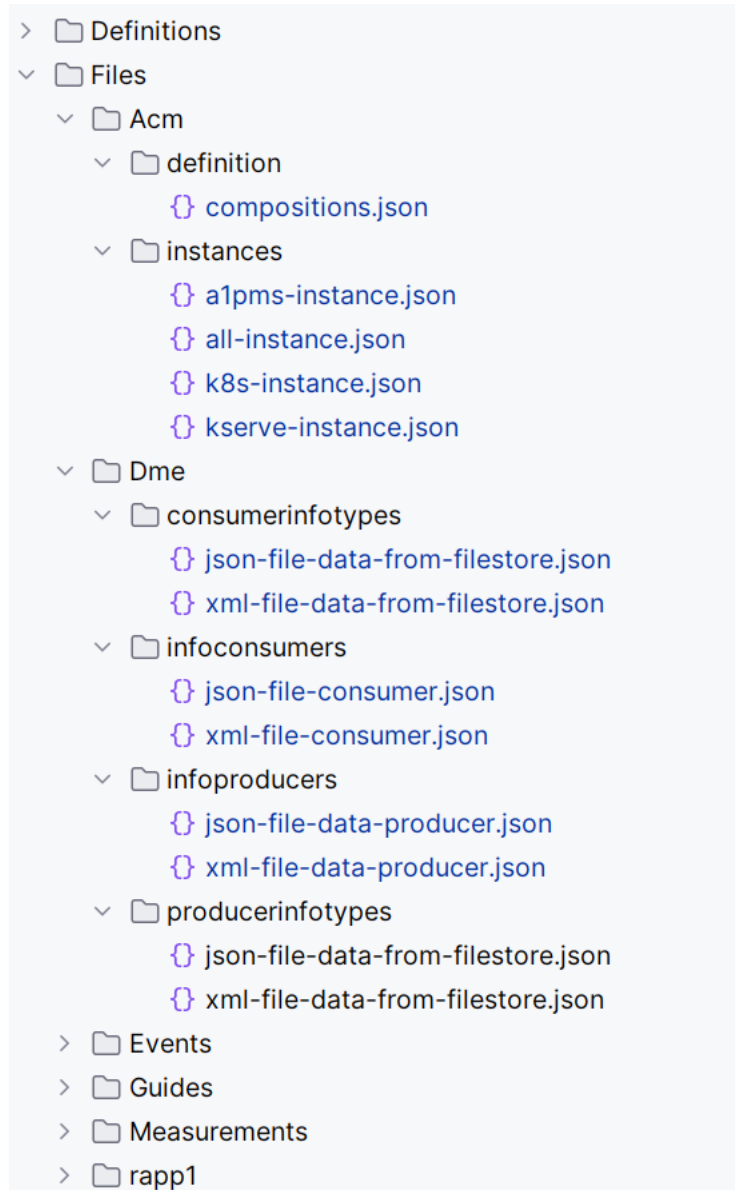 Definitions
Files
Acm
definition
{} compositions.json
instances
{} a1pms-instance.json
{} all-instance.json
{} k8s-instance.json
{} kserve-instance.json
Dme
consumerinfotypes
{} json-file-data-from-filestore.json
{} xml-file-data-from-filestore.json
infoconsumers
{} json-file-consumer.json
{} xml-file-consumer.json
infoproducers
{} json-file-data-producer.json
{} xml-file-data-producer.json
producerinfotypes
{} json-file-data-from-filestore.json
{} xml-file-data-from-filestore.json
Events
Guides
Measurements
rapp1